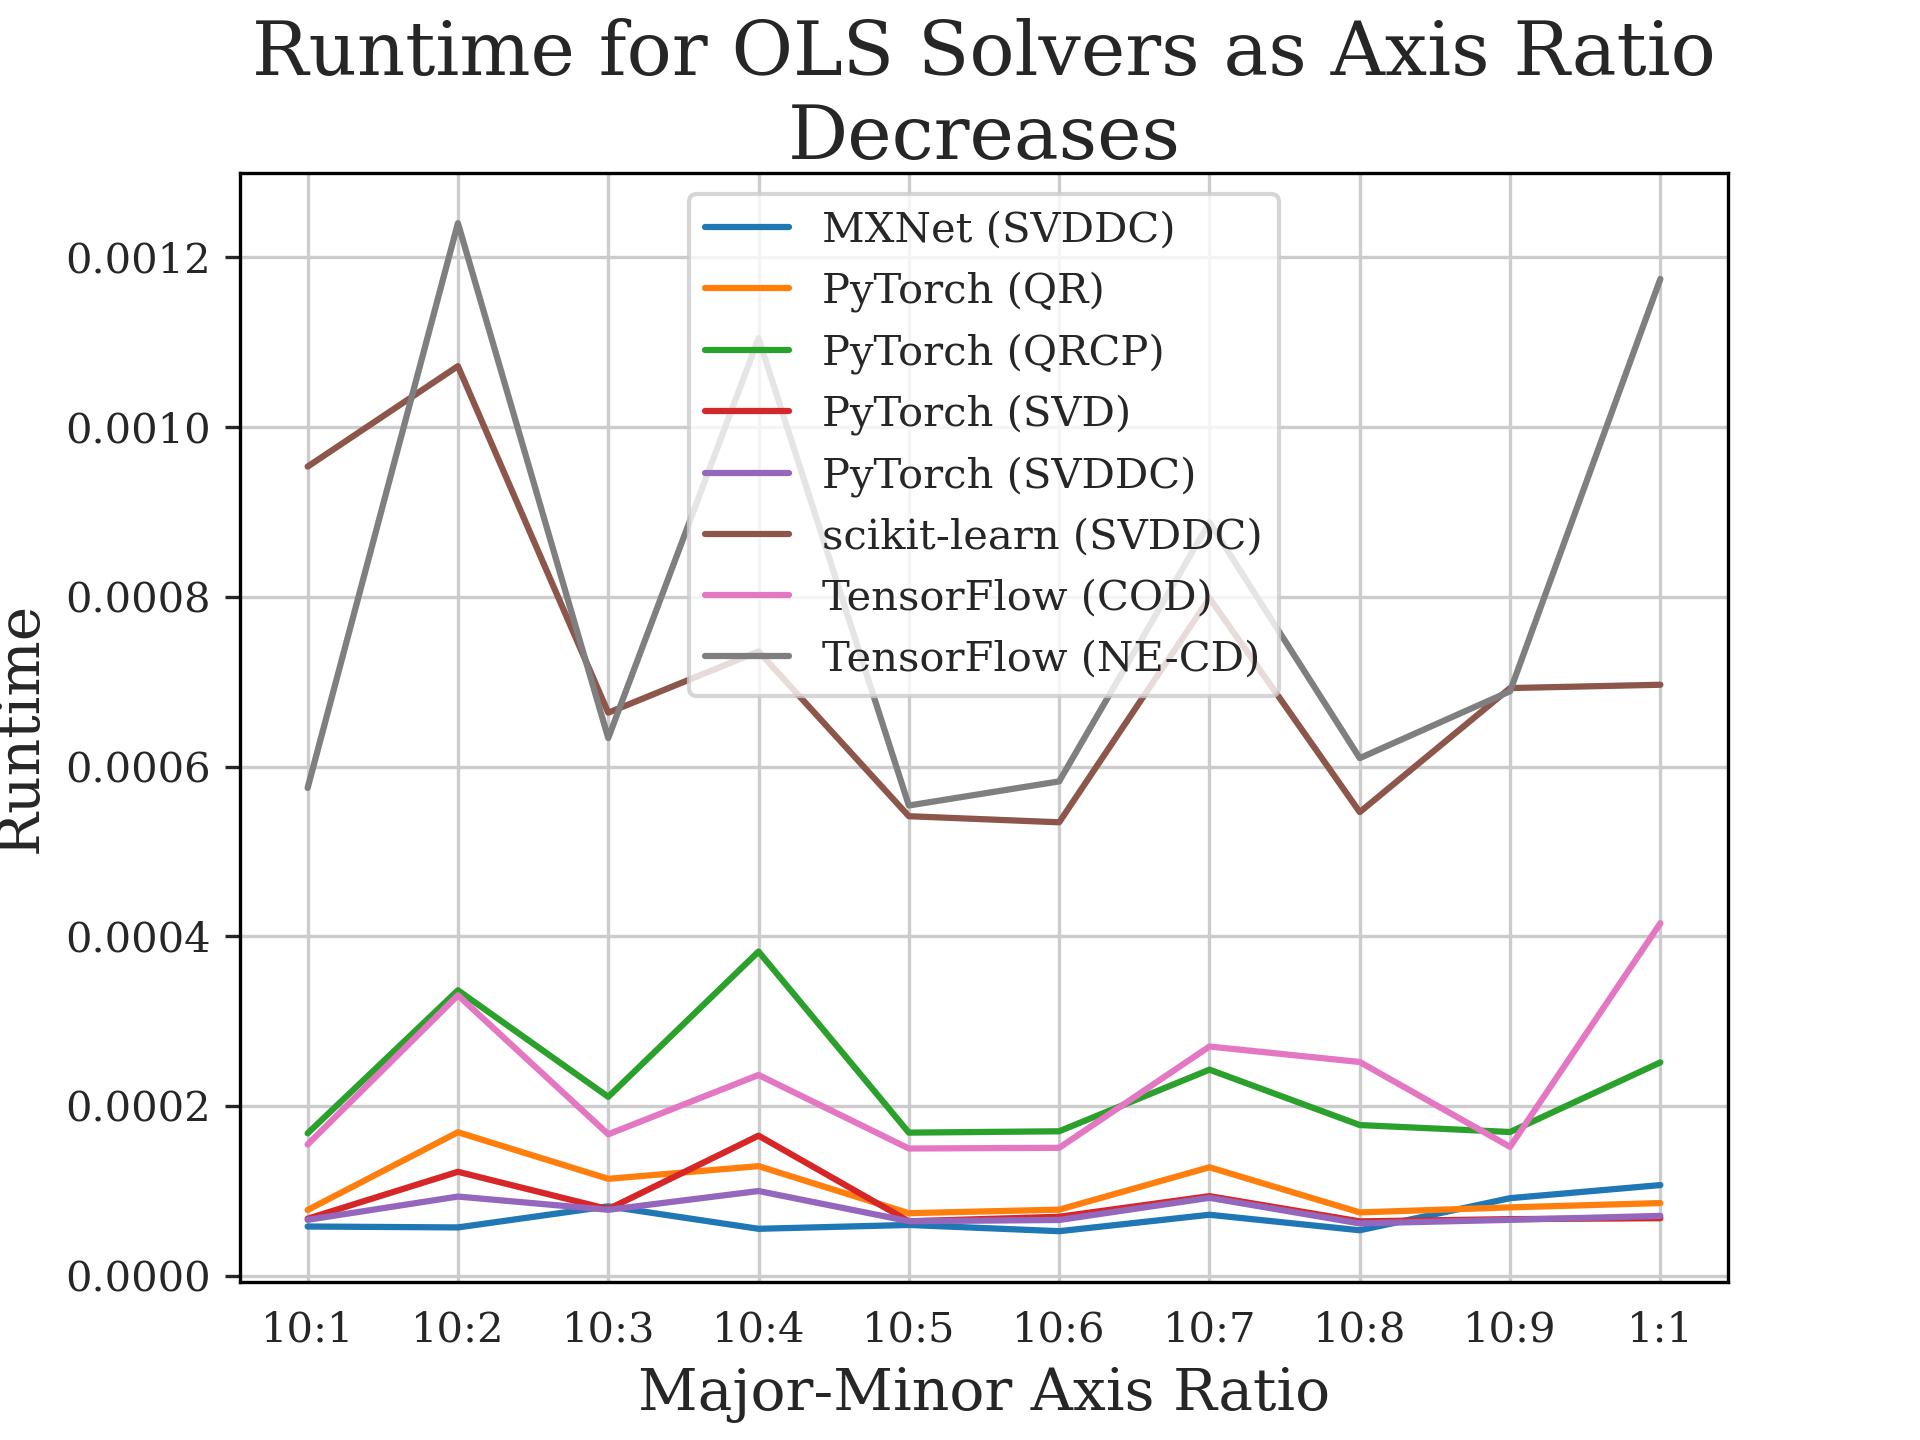 Runtime for OLS Solvers as Axis Ratio
Decreases
MXNet (SVDDC)
PyTorch (QR)
PyTorch (QRCP)
PyTorch (SVD)
PyTorch (SVDDC)
scikit-learn (SVDDC)
TensorFlow (COD)
TensorFlow (NE-CD)
Runtime
0.0012
0.0010
0.0008
0.0006
0.0004
0.0002
0.0000
10:1 10:2 10:3 10:4 10:5 10:6 10:7 10:8 10:9 1:1
Major-Minor Axis Ratio